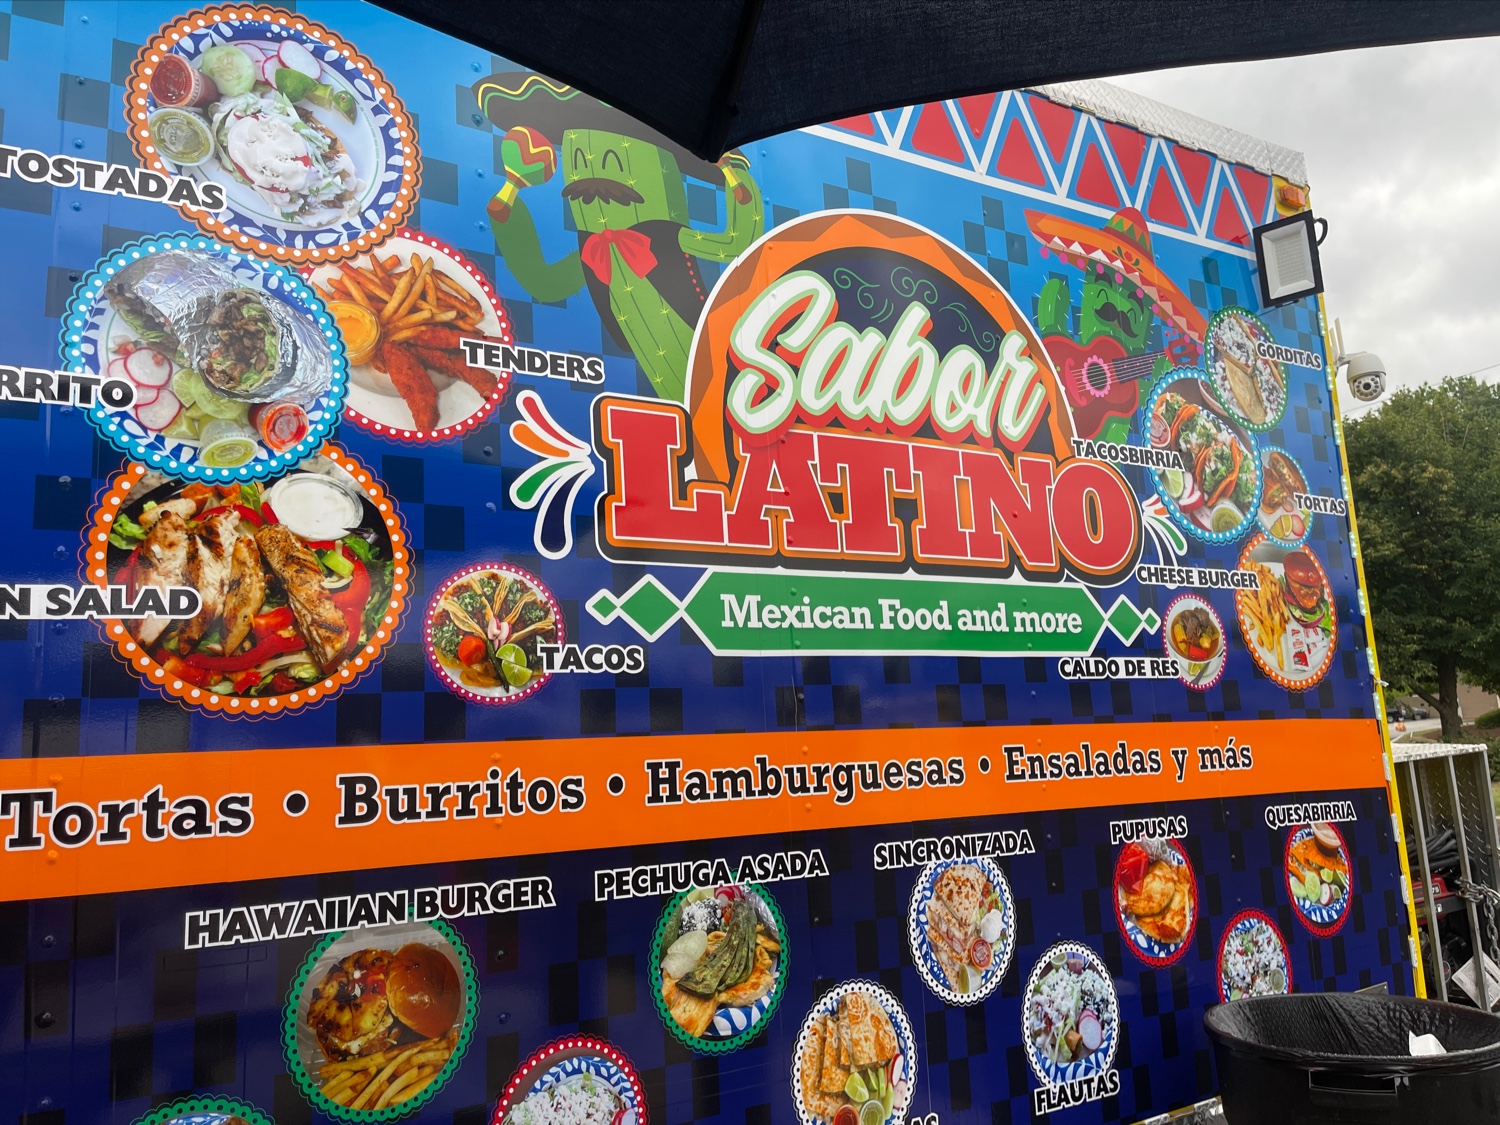 TOSTADAS
TENDERS
RRITO
N SALAD
TACOS
Sabor
LATINO
Mexican Food and more
GORDITAS
TACOSBIRRIA
TORTAS
CHEESE BURGER
CALDO DE RES
Tortas • Burritos • Hamburguesas • Ensaladas y más
HAWAIIAN BURGER
PECHUGA ASADA
SINCRONIZADA
PUPUSAS
QUESABIRRIA
FLAUTAS
AS